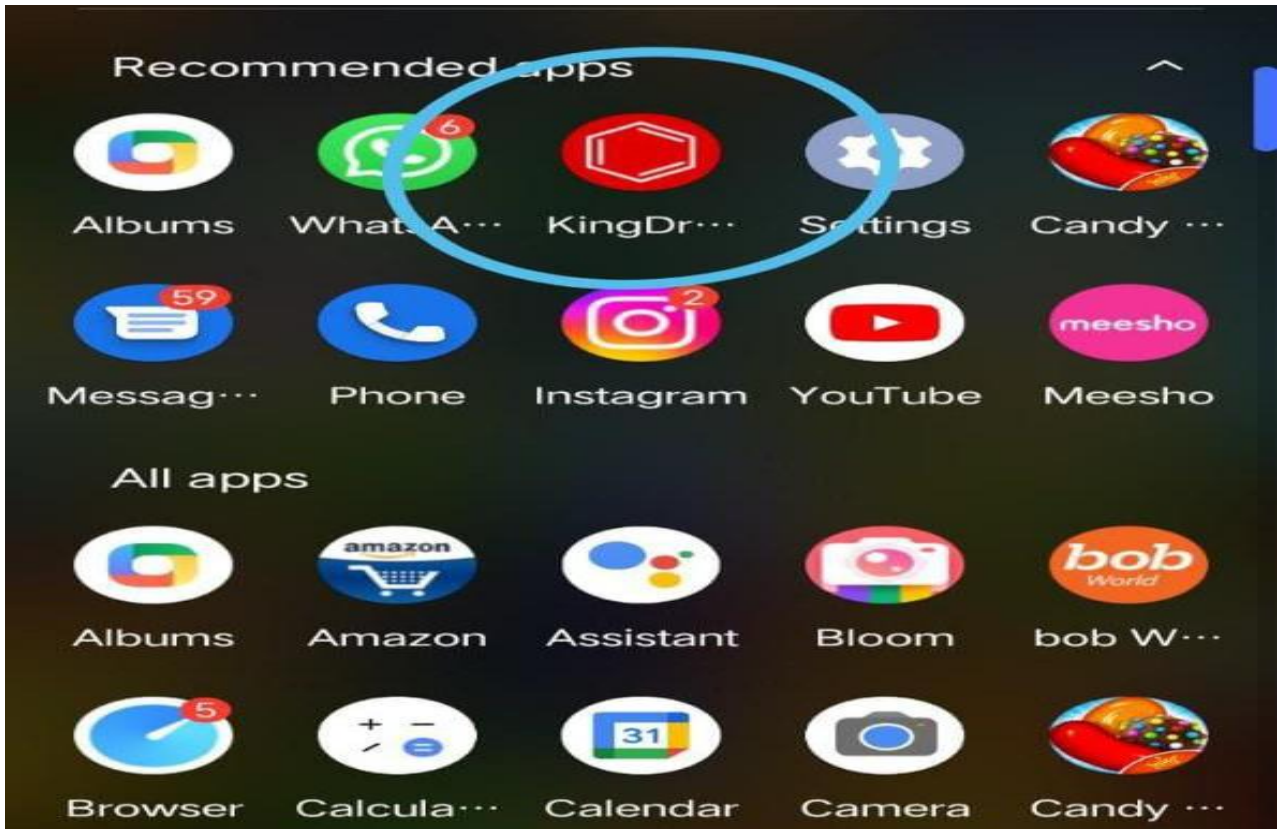 Recommended apps
6
Albums WhatsA... KingDr... Settings Candy ...
59 2 meesho
Messag... Phone Instagram YouTube Meesho
All apps
amazon bob World
Albums Amazon Assistant Bloom bob W...
5 + - / = 31
Browser Calcula... Calendar Camera Candy ...